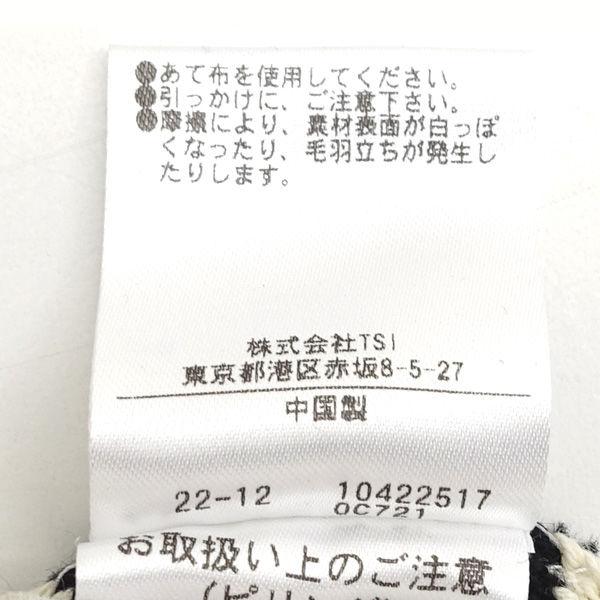 ●あて布を使用してください。
●引っかけに、ご注意下さい。
●摩擦により、素材表面が白っぽ
くなったり、毛羽立ちが発生し
たりします。
株式会社TSI
東京都港区赤坂8-5-27
中国製
22-12 10422517
0C721
お取扱い上のご注意